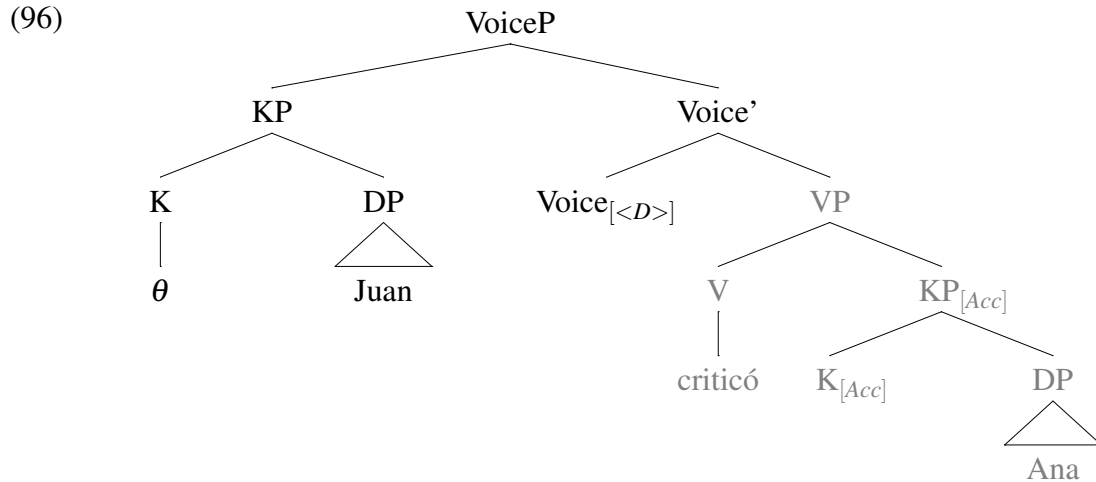 (96) VoiceP
KP Voice’
K DP Voice[<D>] VP
θ Juan V KP[Acc]
criticó K[Acc] DP
Ana